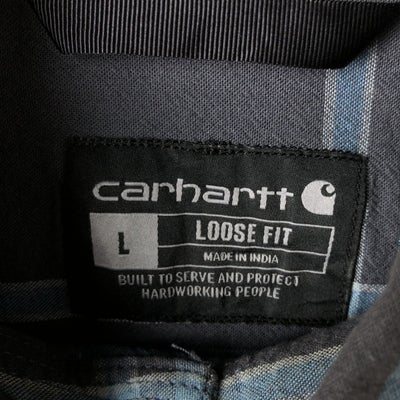 carhartt
L
LOOSE FIT
MADE IN INDIA
BUILT TO SERVE AND PROTECT
HARDWORKING PEOPLE